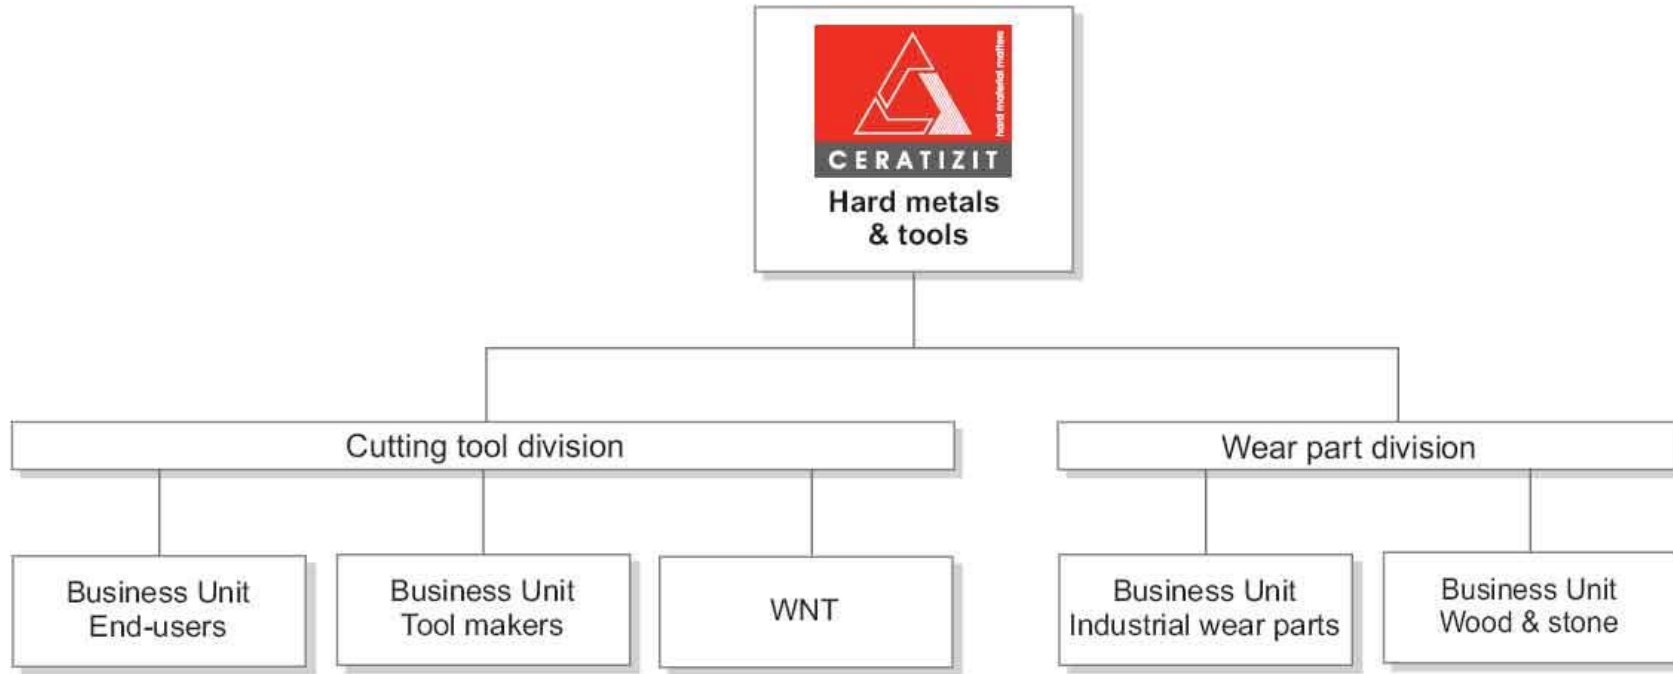 hard material matters
CERATIZIT
Hard metals
& tools
Cutting tool division
Wear part division
Business Unit
End-users
Business Unit
Tool makers
WNT
Business Unit
Industrial wear parts
Business Unit
Wood & stone